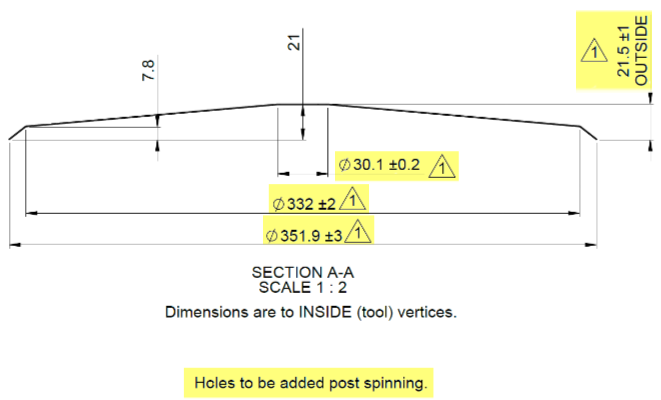 21
7.8
1
21.5 ±1
OUTSIDE
∅30.1 ±0.2 1
∅332 ±2 1
∅351.9 ±3 1
SECTION A-A
SCALE 1 : 2
Dimensions are to INSIDE (tool) vertices.
Holes to be added post spinning.